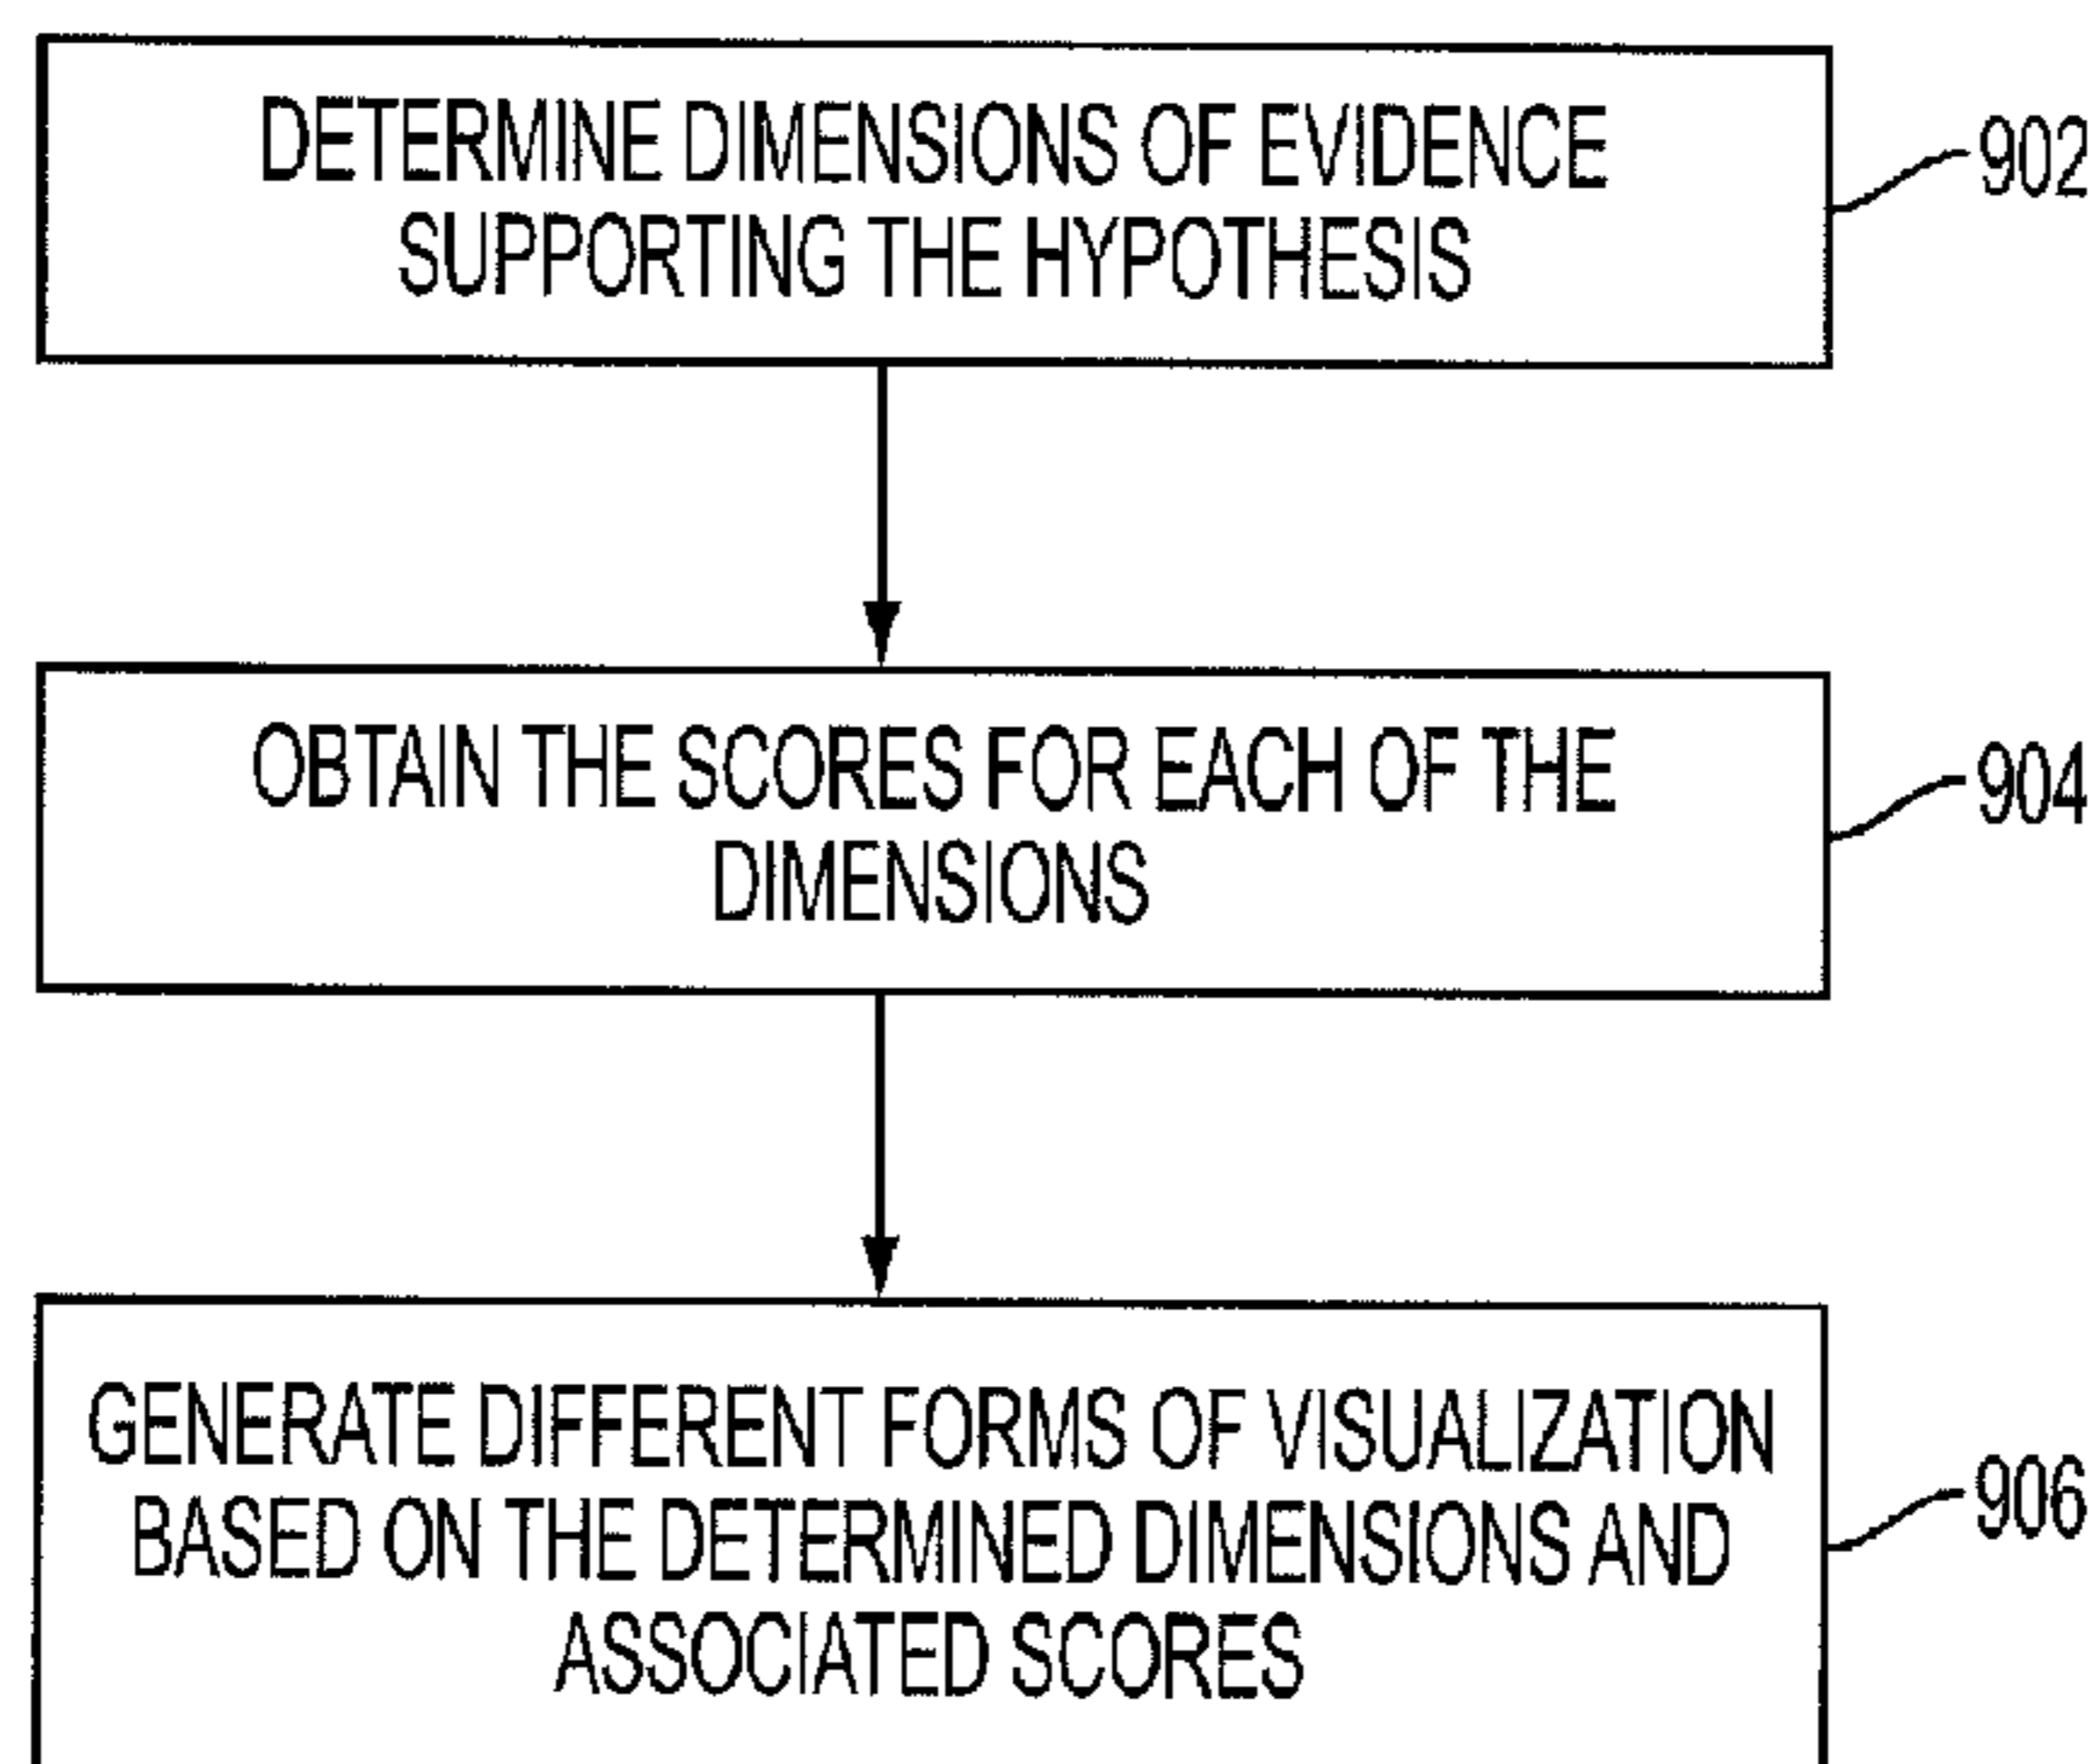 DETERMINE DIMENSIONS OF EVIDENCE
SUPPORTING THE HYPOTHESIS
902
OBTAIN THE SCORES FOR EACH OF THE
DIMENSIONS
904
GENERATE DIFFERENT FORMS OF VISUALIZATION
BASED ON THE DETERMINED DIMENSIONS AND
ASSOCIATED SCORES
906